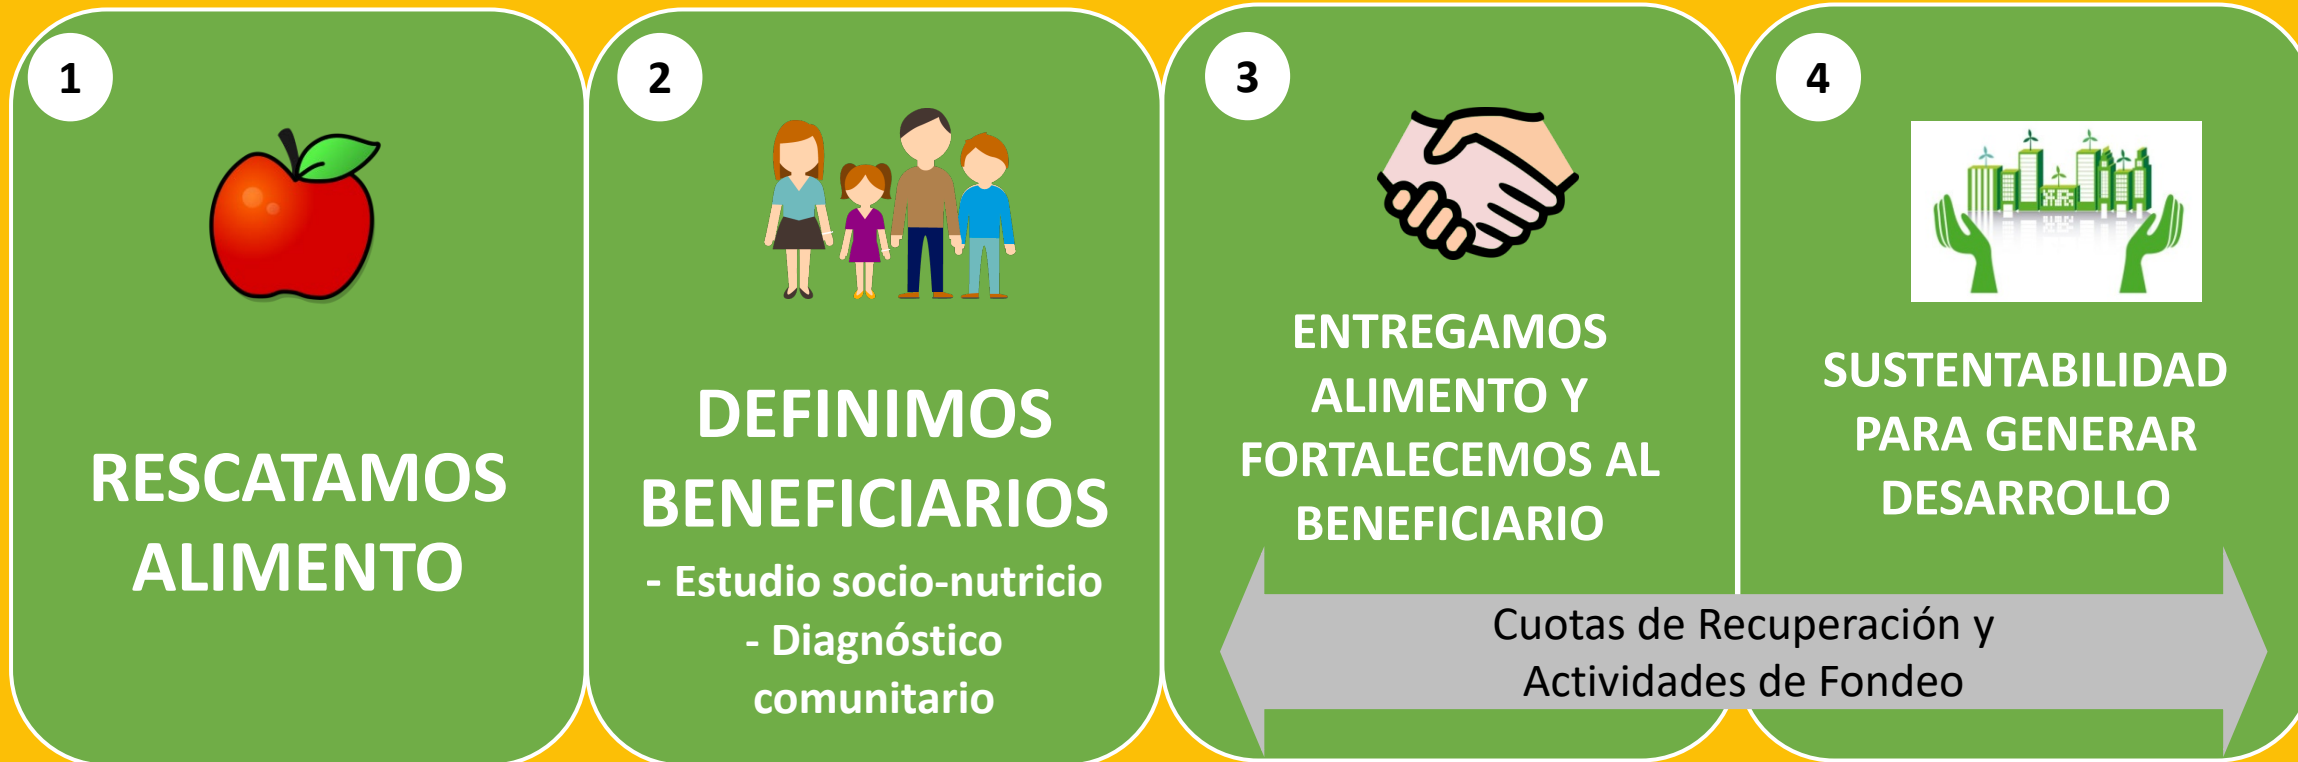 1
RESCATAMOS
ALIMENTO
2
DEFINIMOS
BENEFICIARIOS
- Estudio socio-nutricio
- Diagnóstico
comunitario
3
ENTREGAMOS
ALIMENTO Y
FORTALECEMOS AL
BENEFICIARIO
4
SUSTENTABILIDAD
PARA GENERAR
DESARROLLO
Cuotas de Recuperación y
Actividades de Fondeo